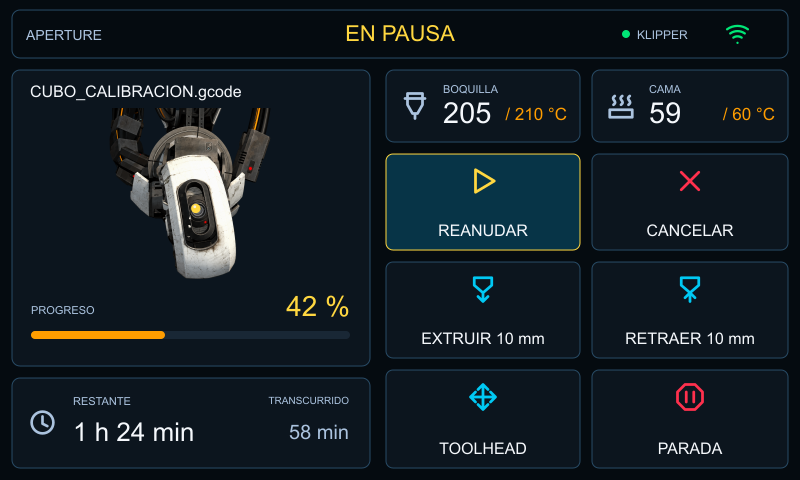 APERTURE
EN PAUSA
KLIPPER
CUBO_CALIBRACION.gcode
PROGRESO
42 %
RESTANTE
1 h 24 min
TRANSCURRIDO
58 min
BOQUILLA
205 / 210 °C
CAMA
59 / 60 °C
REANUDAR
CANCELAR
EXTRUIR 10 mm
RETRAER 10 mm
TOOLHEAD
PARADA